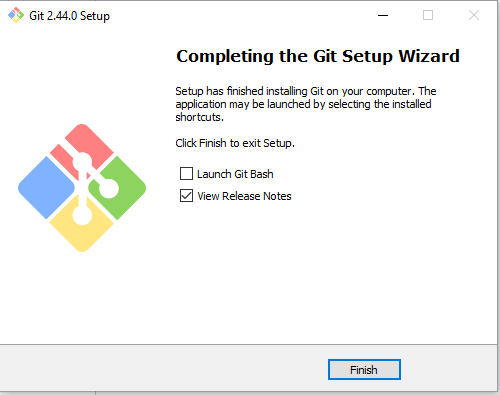 Git 2.44.0 Setup
Completing the Git Setup Wizard
Setup has finished installing Git on your computer. The
application may be launched by selecting the installed
shortcuts.
Click Finish to exit Setup.
Launch Git Bash
View Release Notes
Finish